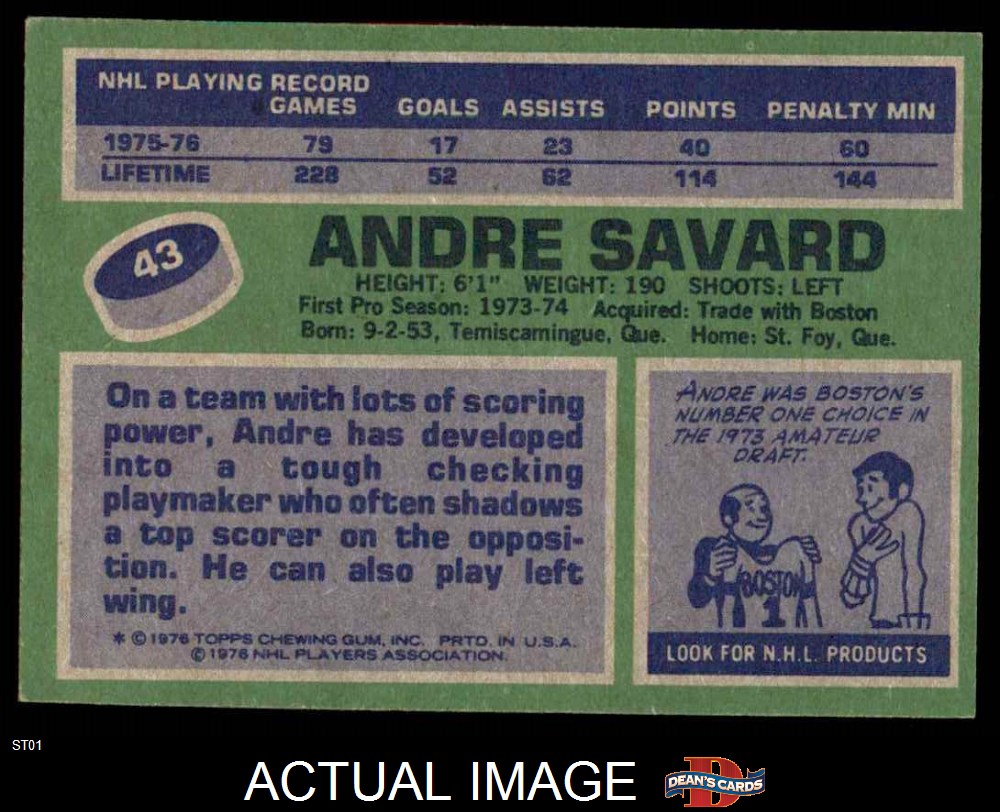 NHL PLAYING RECORD
GAMES GOALS ASSISTS POINTS PENALTY MIN
1975-76 79 17 23 40 60
LIFETIME 228 52 62 114 144
43
ANDRE SAVARD
HEIGHT: 6'1" WEIGHT: 190 SHOOTS: LEFT
First Pro Season: 1973-74 Acquired: Trade with Boston
Born: 9-2-53, Temiscamingue, Que. Home: St. Foy, Que.
On a team with lots of scoring
power, Andre has developed
into a tough checking
playmaker who often shadows
a top scorer on the opposi-
tion. He can also play left
wing.
* © 1976 TOPPS CHEWING GUM, INC. PRTD. IN U.S.A.
© 1976 NHL PLAYERS ASSOCIATION.
ANDRE WAS BOSTON'S
NUMBER ONE CHOICE IN
THE 1973 AMATEUR
DRAFT.
BOSTON
1
LOOK FOR N.H.L. PRODUCTS
ST01
ACTUAL IMAGE
D
DEAN'S CARDS